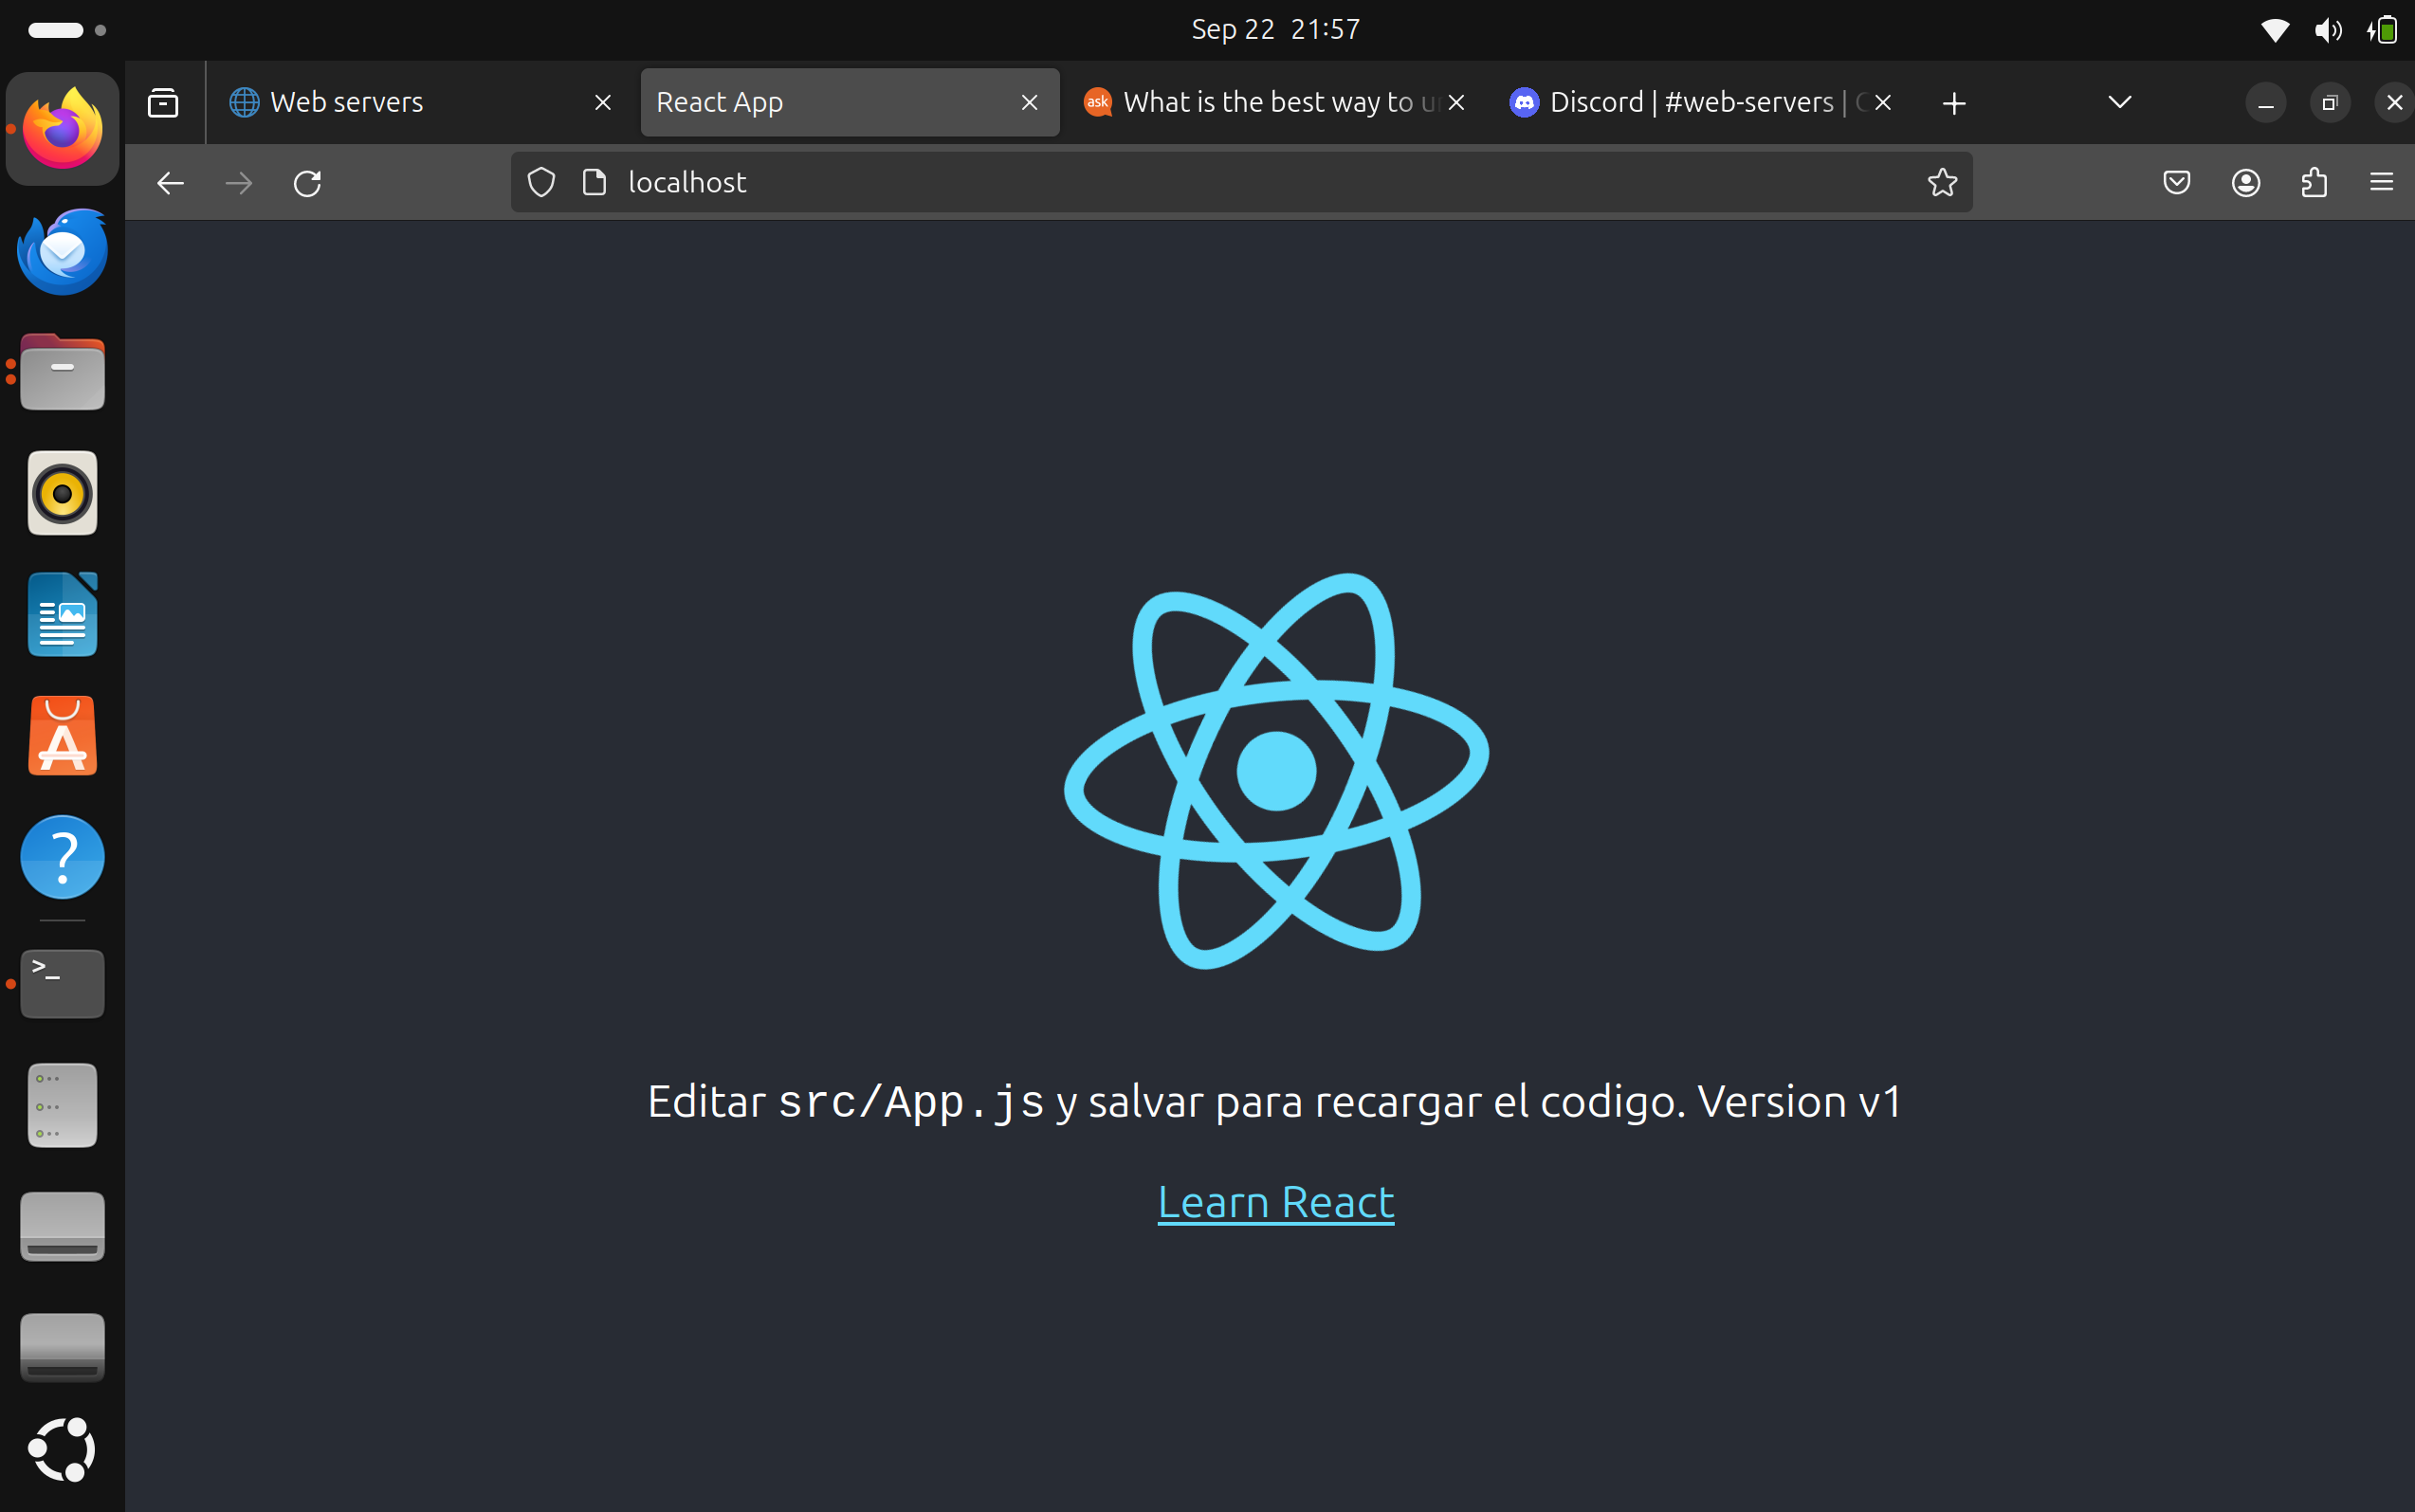 Sep 22 21:57
Web servers
React App
ask
What is the best way to u
Discord | #web-servers |
localhost
>_
?
Editar src/App.js y salvar para recargar el codigo. Version v1
Learn React